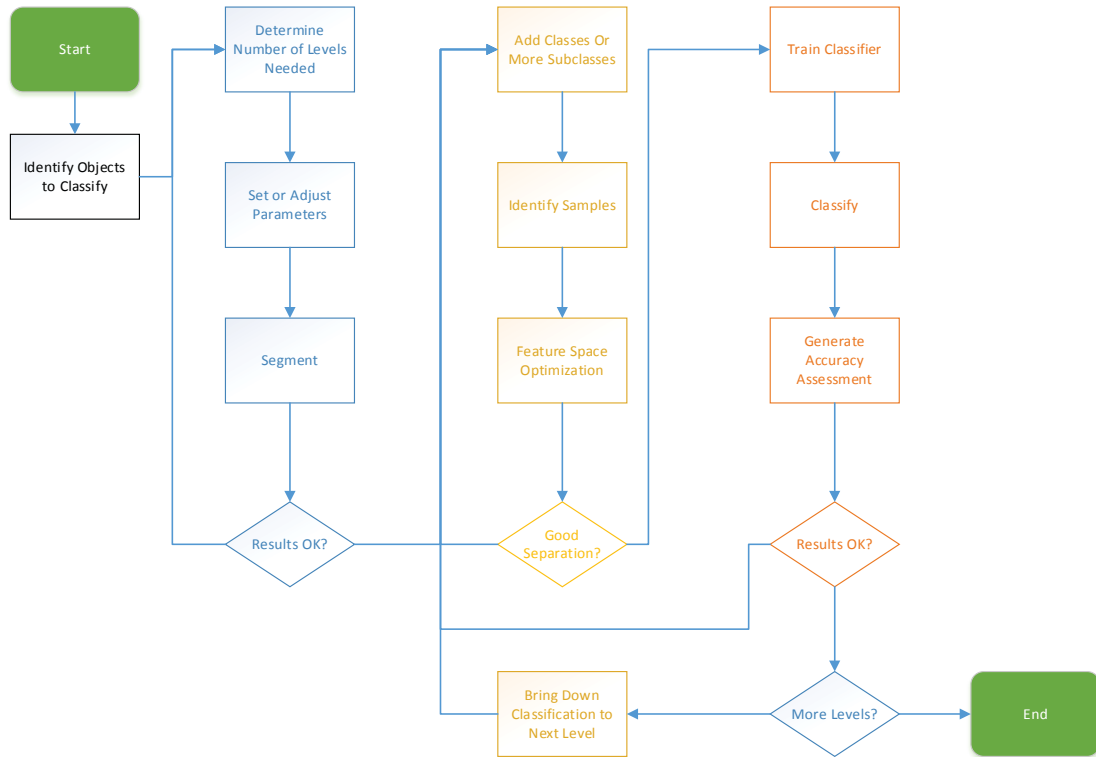 Start
Identify Objects
to Classify
Determine
Number of Levels
Needed
Set or Adjust
Parameters
Segment
Results OK?
Add Classes Or
More Subclasses
Identify Samples
Feature Space
Optimization
Good
Separation?
Train Classifier
Classify
Generate
Accuracy
Assessment
Results OK?
More Levels?
Bring Down
Classification to
Next Level
End